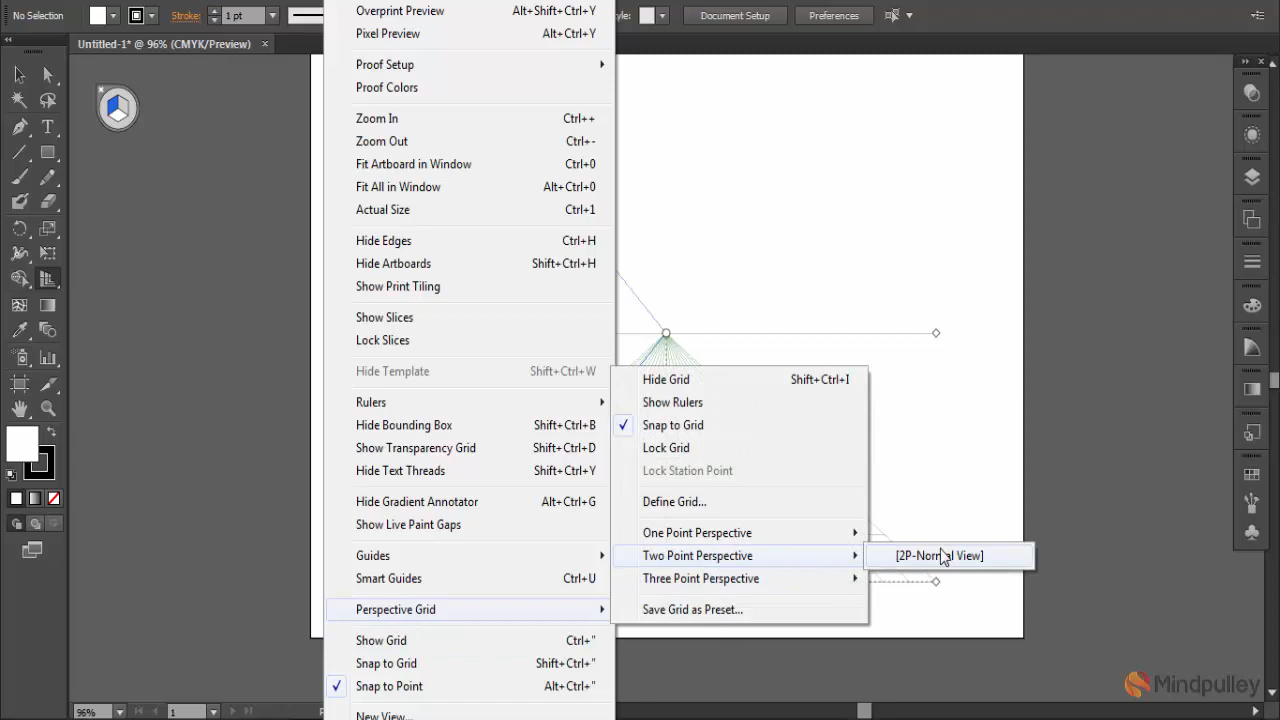 No Selection
Stroke:
1 pt
Style:
Document Setup
Preferences
Untitled-1* @ 96% (CMYK/Preview)
Overprint Preview Alt+Shift+Ctrl+Y
Pixel Preview Alt+Ctrl+Y
Proof Setup
Proof Colors
Zoom In Ctrl++
Zoom Out Ctrl+-
Fit Artboard in Window Ctrl+0
Fit All in Window Alt+Ctrl+0
Actual Size Ctrl+1
Hide Edges Ctrl+H
Hide Artboards Shift+Ctrl+H
Show Print Tiling
Show Slices
Lock Slices
Hide Template Shift+Ctrl+W
Rulers
Hide Bounding Box Shift+Ctrl+B
Show Transparency Grid Shift+Ctrl+D
Hide Text Threads Shift+Ctrl+Y
Hide Gradient Annotator Alt+Ctrl+G
Show Live Paint Gaps
Guides
Smart Guides Ctrl+U
Perspective Grid
Show Grid Ctrl+"
Snap to Grid Shift+Ctrl+"
Snap to Point Alt+Ctrl+"
New View...
Hide Grid Shift+Ctrl+I
Show Rulers
Snap to Grid
Lock Grid
Lock Station Point
Define Grid...
One Point Perspective
Two Point Perspective
Three Point Perspective
Save Grid as Preset...
[2P-Normal View]
96%
1
Mindpulley